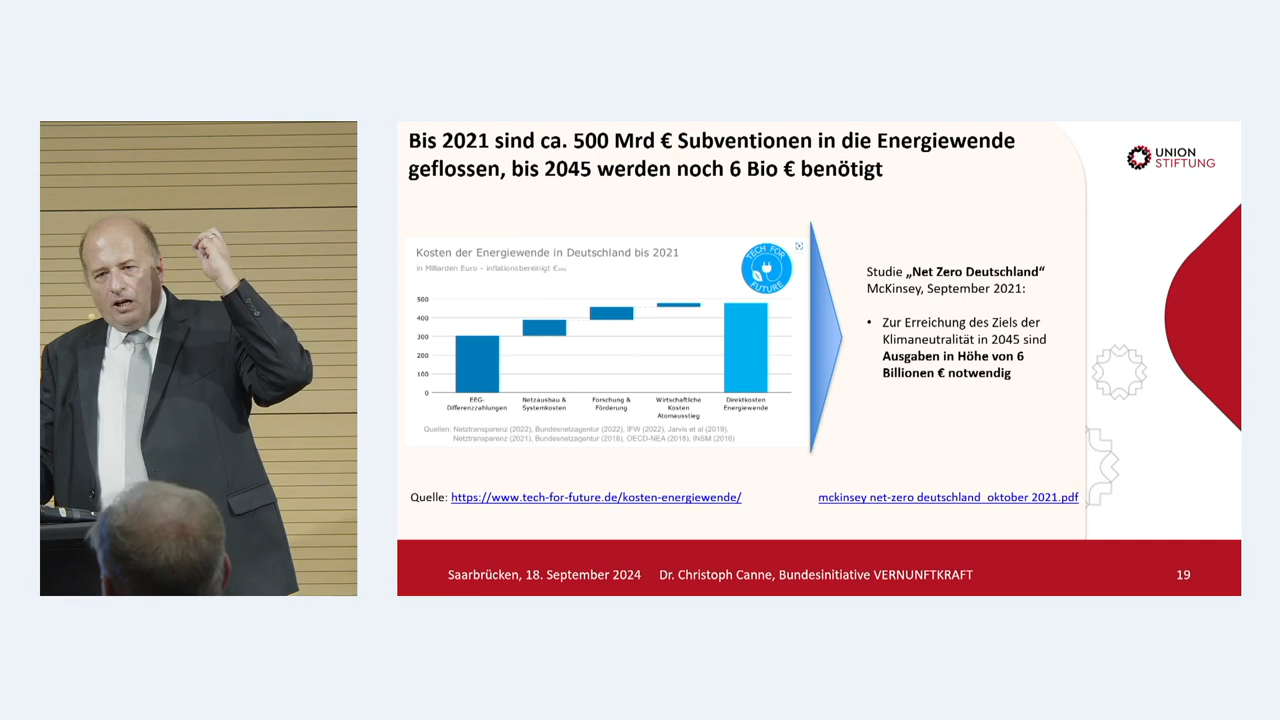 Bis 2021 sind ca. 500 Mrd € Subventionen in die Energiewende
geflossen, bis 2045 werden noch 6 Bio € benötigt
UNION
STIFTUNG
Kosten der Energiewende in Deutschland bis 2021
in Milliarden Euro - inflationsbereinigt €
TECH FOR
FUTURE
500
400
300
200
100
0
EEG-
Differenzzahlungen
Netzausbau &
Systemkosten
Forschung &
Förderung
Wirtschaftliche
Kosten
Atomausstieg
Direktkosten
Energiewende
Quellen: Netztransparenz (2022), Bundesnetzagentur (2022), IFW (2022), Jarvis et al (2019),
Netztransparenz (2021), Bundesnetzagentur (2018), OECD-NEA (2018), INSM (2016)
Studie „Net Zero Deutschland“
McKinsey, September 2021:
• Zur Erreichung des Ziels der
Klimaneutralität in 2045 sind
Ausgaben in Höhe von 6
Billionen € notwendig
Quelle: https://www.tech-for-future.de/kosten-energiewende/
mckinsey net-zero deutschland_oktober 2021.pdf
Saarbrücken, 18. September 2024 Dr. Christoph Canne, Bundesinitiative VERNUNFTKRAFT
19